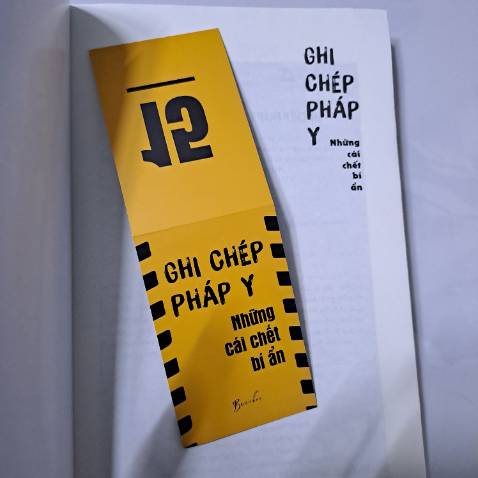 GHI
CHÉP
PHÁP
Y
Những
cái
chết
bí
ẩn
GHI CHÉP
PHÁP Y
Những
cái chết
bí ẩn